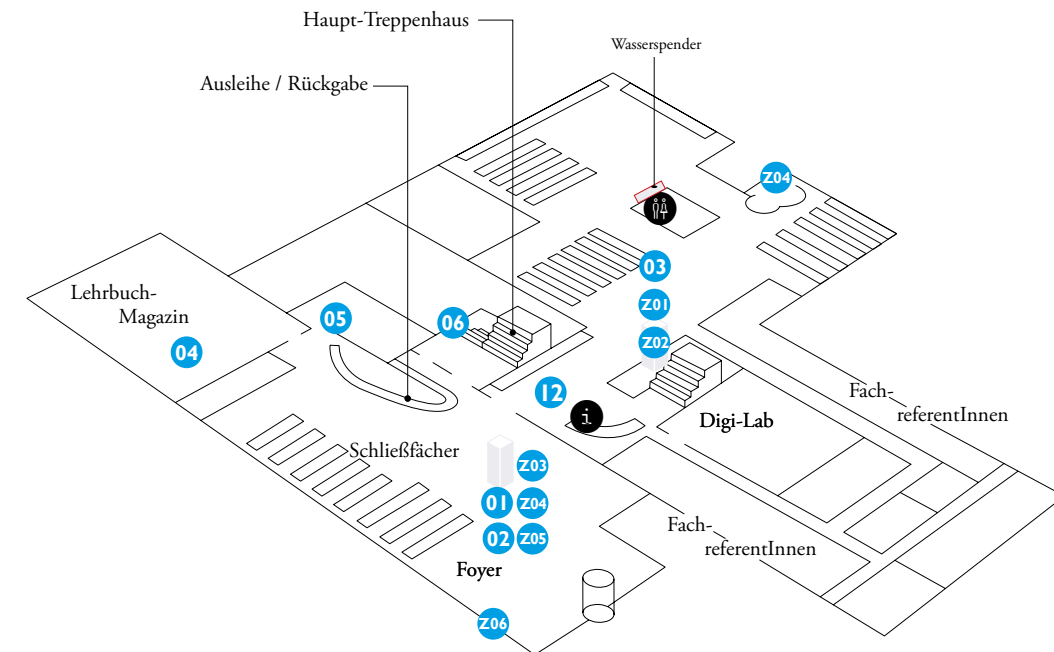 Haupt-Treppenhaus
Wasserspender
Ausleihe / Rückgabe
Z04
03
Lehrbuch-
Magazin
Z01
05
06
04
Z02
12
i
Fach-
referentInnen
Digi-Lab
Schließfächer
Z03
01
Z04
02
Z05
Fach-
referentInnen
Foyer
Z06